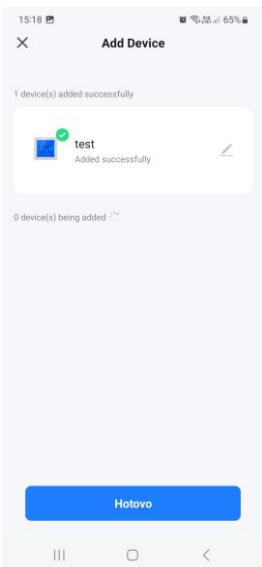 15:18 65%
Add Device
1 device(s) added successfully
test
Added successfully
0 device(s) being added
Hotovo